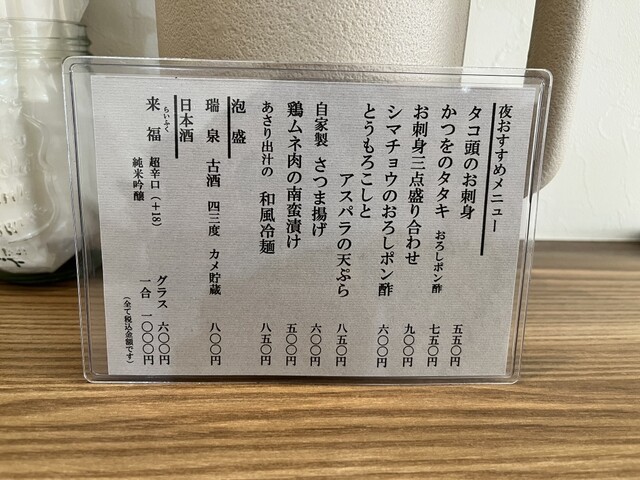 夜おすすめメニュー
タコ頭のお刺身 五五〇円
かつをのタタキ おろしポン酢 七五〇円
お刺身三点盛り合わせ 九〇〇円
シマチョウのおろしポン酢 六〇〇円
とうもろこしと
アスパラの天ぷら 八五〇円
自家製 さつま揚げ 六〇〇円
鶏ムネ肉の南蛮漬け 五〇〇円
あさり出汁の 和風冷麺 八五〇円
泡盛
瑞泉 古酒 四三度 カメ貯蔵 八〇〇円
日本酒
来福 らいふく 超辛口(+18) グラス 六〇〇円
純米吟醸 一合 一〇〇〇円
(全て税込金額です)